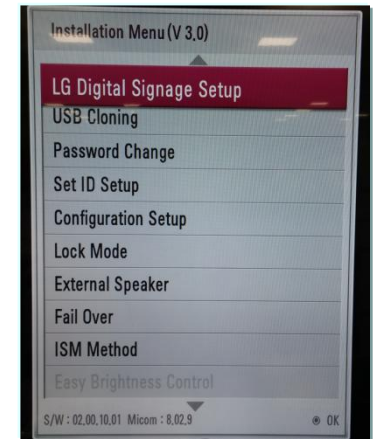 Installation Menu (V 3,0)
LG Digital Signage Setup
USB Cloning
Password Change
Set ID Setup
Configuration Setup
Lock Mode
External Speaker
Fail Over
ISM Method
Easy Brightness Control
S/W : 02,00,10,01 Micom : 8,02,9 ◉ OK